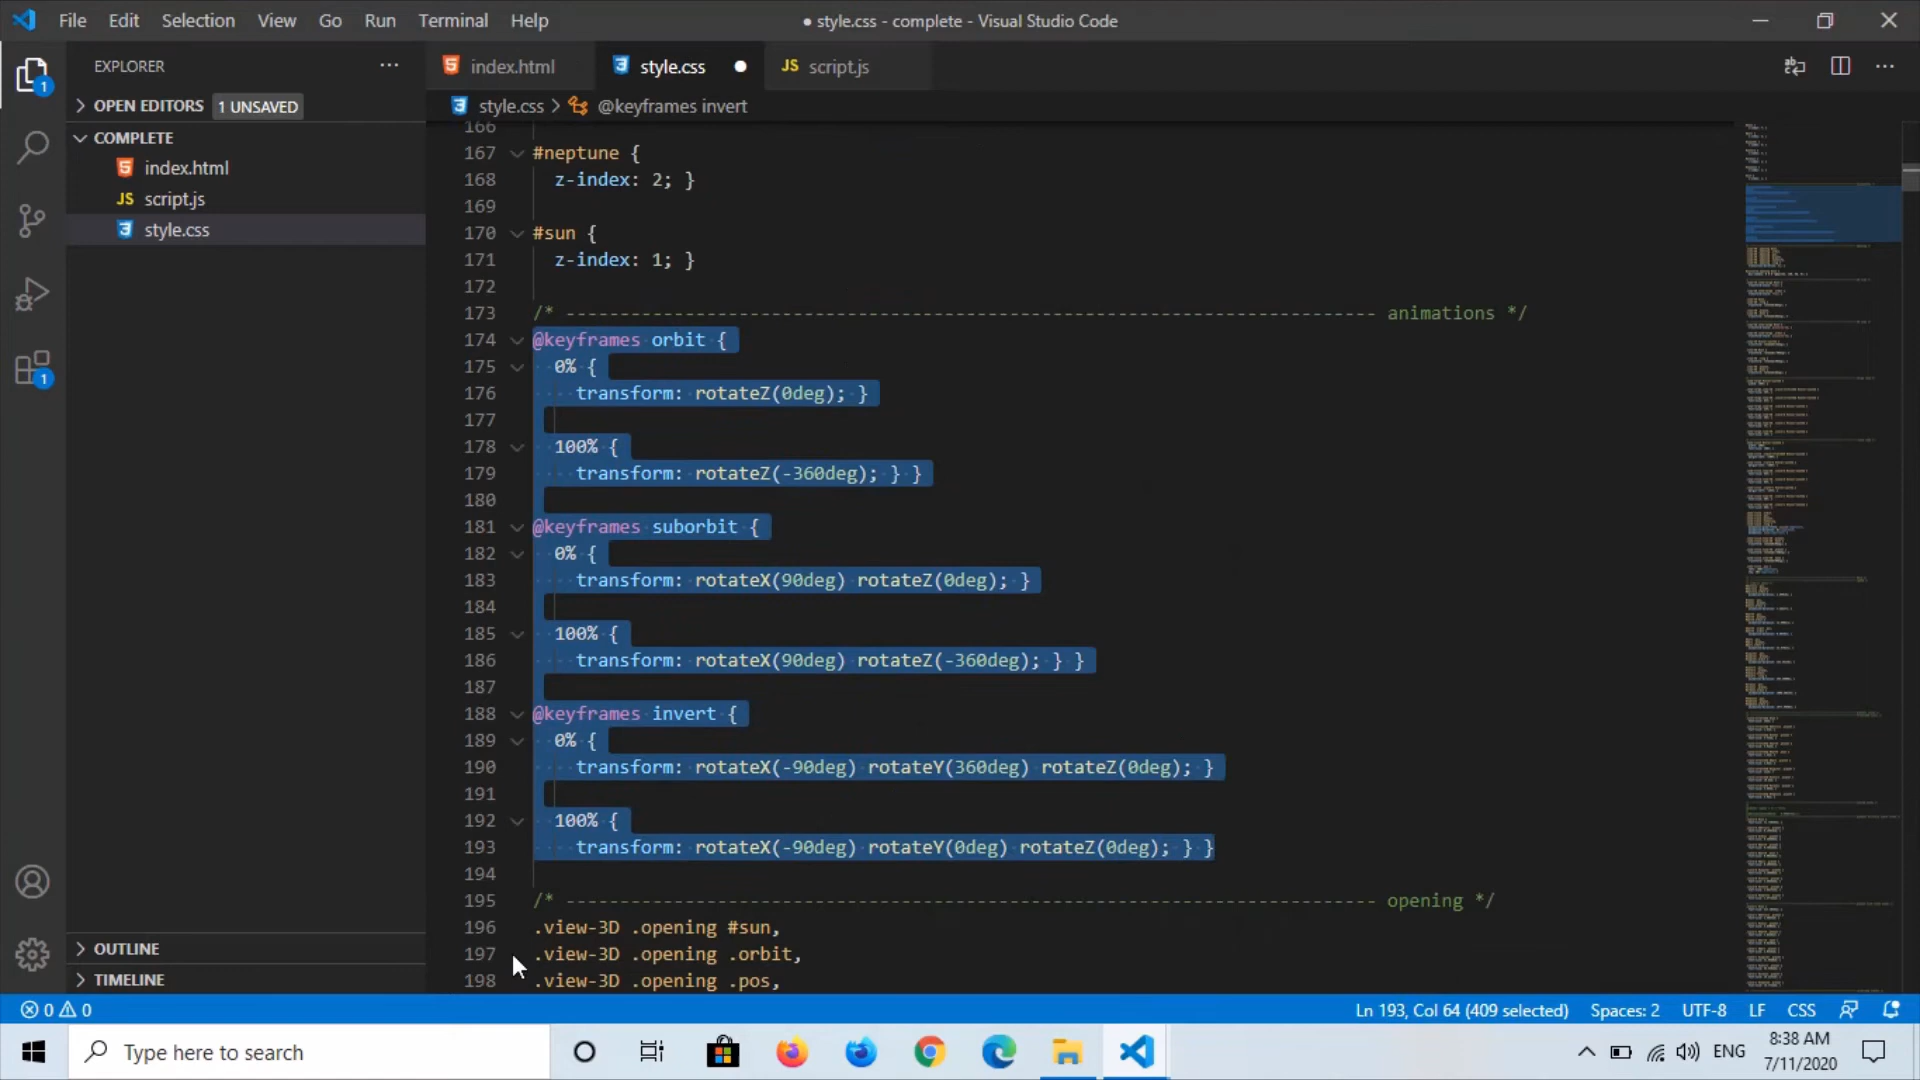 File Edit Selection View Go Run Terminal Help
● style.css - complete - Visual Studio Code
EXPLORER
index.html
style.css
JS script.js
OPEN EDITORS 1 UNSAVED
style.css > @keyframes invert
COMPLETE
index.html
JS script.js
style.css
166
167 #neptune {
168 z-index: 2; }
169
170 #sun {
171 z-index: 1; }
172
173 /* --------------------------------------------------------------------------- animations */
174 @keyframes orbit {
175 0% {
176 transform: rotateZ(0deg); }
177
178 100% {
179 transform: rotateZ(-360deg); } }
180
181 @keyframes suborbit {
182 0% {
183 transform: rotateX(90deg) rotateZ(0deg); }
184
185 100% {
186 transform: rotateX(90deg) rotateZ(-360deg); } }
187
188 @keyframes invert {
189 0% {
190 transform: rotateX(-90deg) rotateY(360deg) rotateZ(0deg); }
191
192 100% {
193 transform: rotateX(-90deg) rotateY(0deg) rotateZ(0deg); } }
194
195 /* --------------------------------------------------------------------------- opening */
196 .view-3D .opening #sun,
197 .view-3D .opening .orbit,
198 .view-3D .opening .pos,
OUTLINE
TIMELINE
0 0
Ln 193, Col 64 (409 selected) Spaces: 2 UTF-8 LF CSS
Type here to search
ENG
8:38 AM
7/11/2020